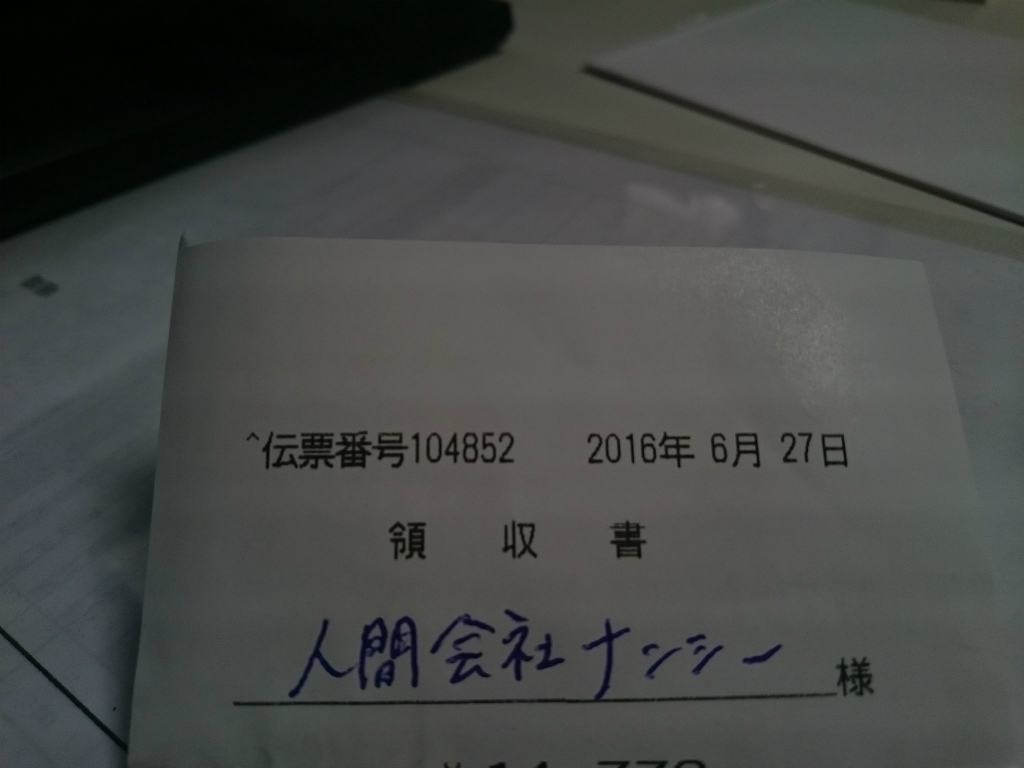 ^伝票番号104852 2016年 6月 27日
領 収 書
人間会社ナンシー 様